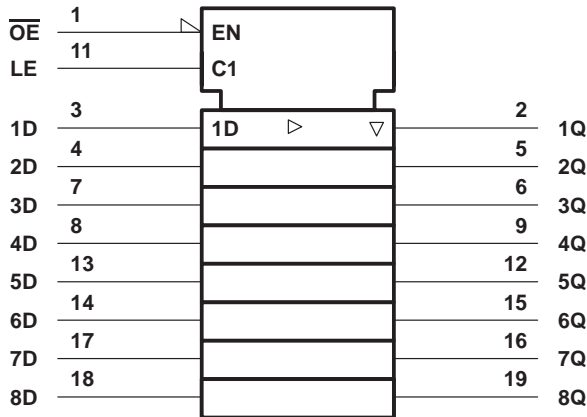 OE 1 EN
LE 11 C1
1D 3 1D 2 1Q
2D 4 5 2Q
3D 7 6 3Q
4D 8 9 4Q
5D 13 12 5Q
6D 14 15 6Q
7D 17 16 7Q
8D 18 19 8Q